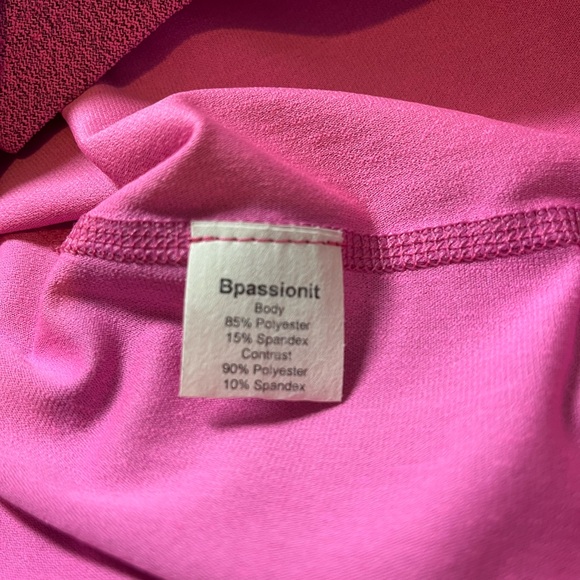 Bpassionit
Body
85% Polyester
15% Spandex
Contrast
90% Polyester
10% Spandex